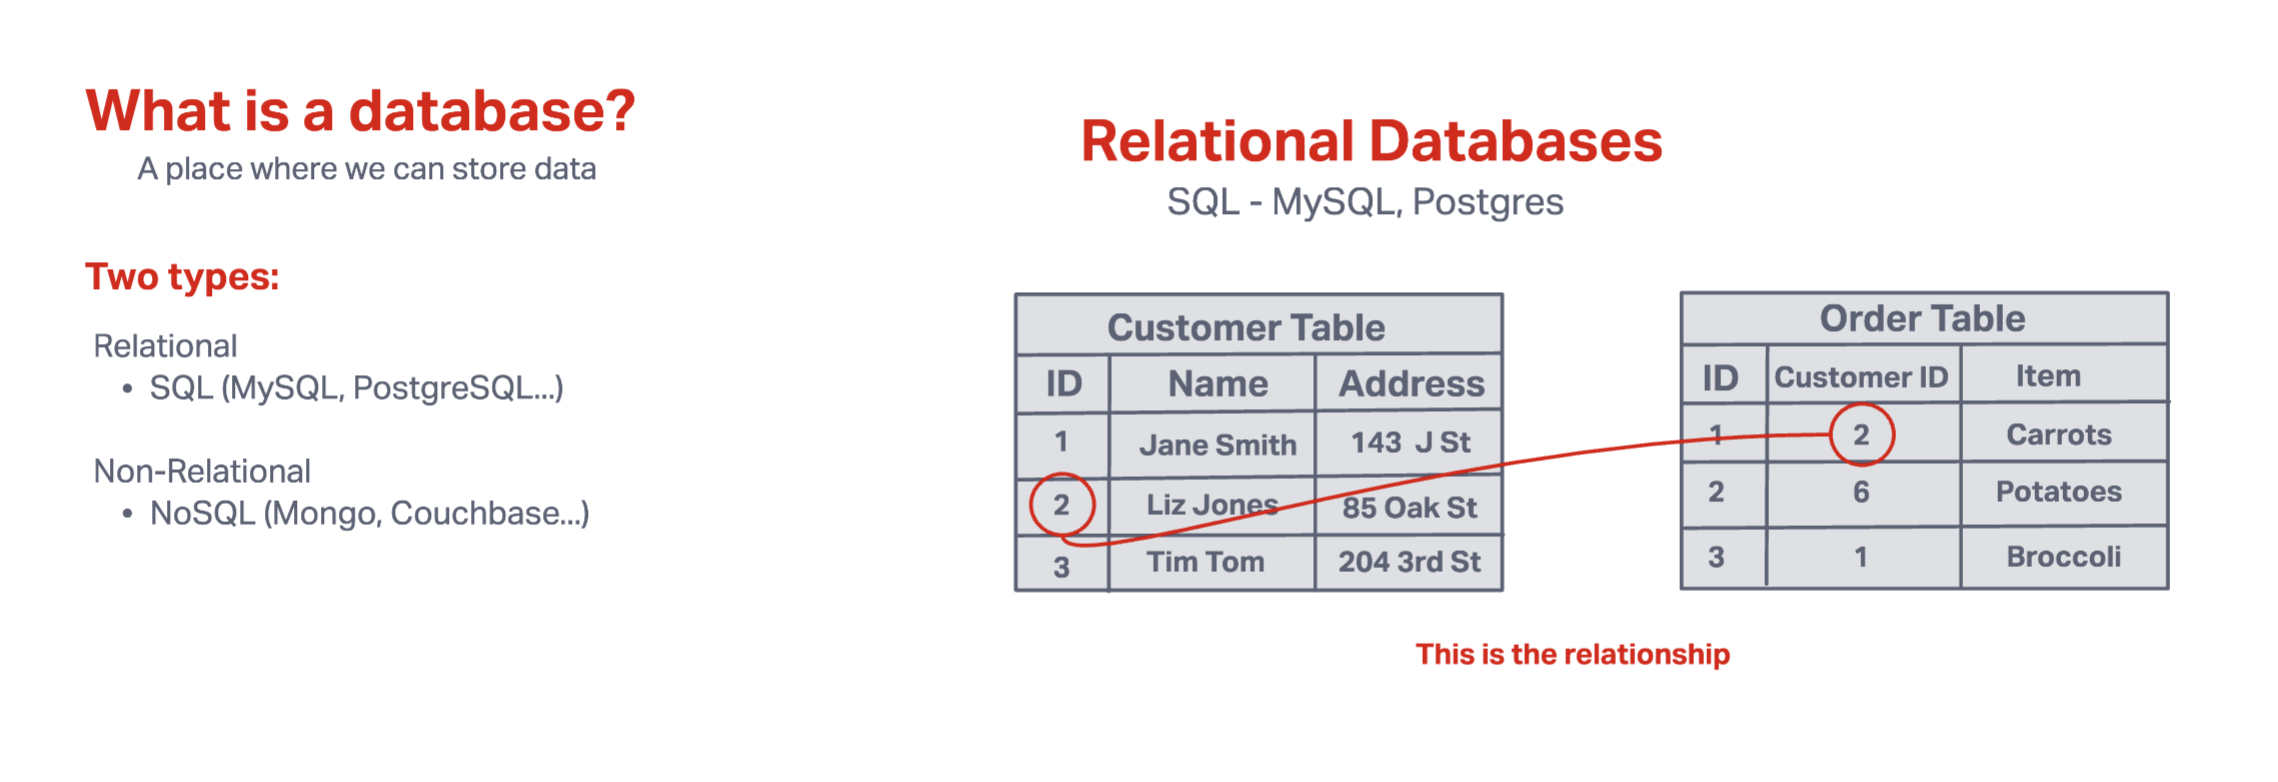 What is a database?
A place where we can store data
Two types:
Relational
• SQL (MySQL, PostgreSQL...)
Non-Relational
• NoSQL (Mongo, Couchbase...)
Relational Databases
SQL - MySQL, Postgres
Customer Table
ID Name Address
1 Jane Smith 143 J St
2 Liz Jones 85 Oak St
3 Tim Tom 204 3rd St
Order Table
ID Customer ID Item
1 2 Carrots
2 6 Potatoes
3 1 Broccoli
This is the relationship